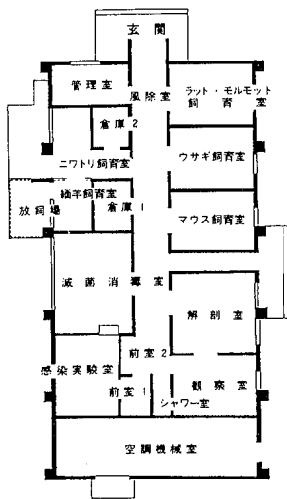 玄関
管理室
風除室
ラット・モルモット
飼育室
倉庫2
ウサギ飼育室
ニワトリ飼育室
緬羊飼育室
放飼場
倉庫1
マウス飼育室
滅菌消毒室
解剖室
前室2
感染実験室
観察室
前室1
シャワー室
空調機械室